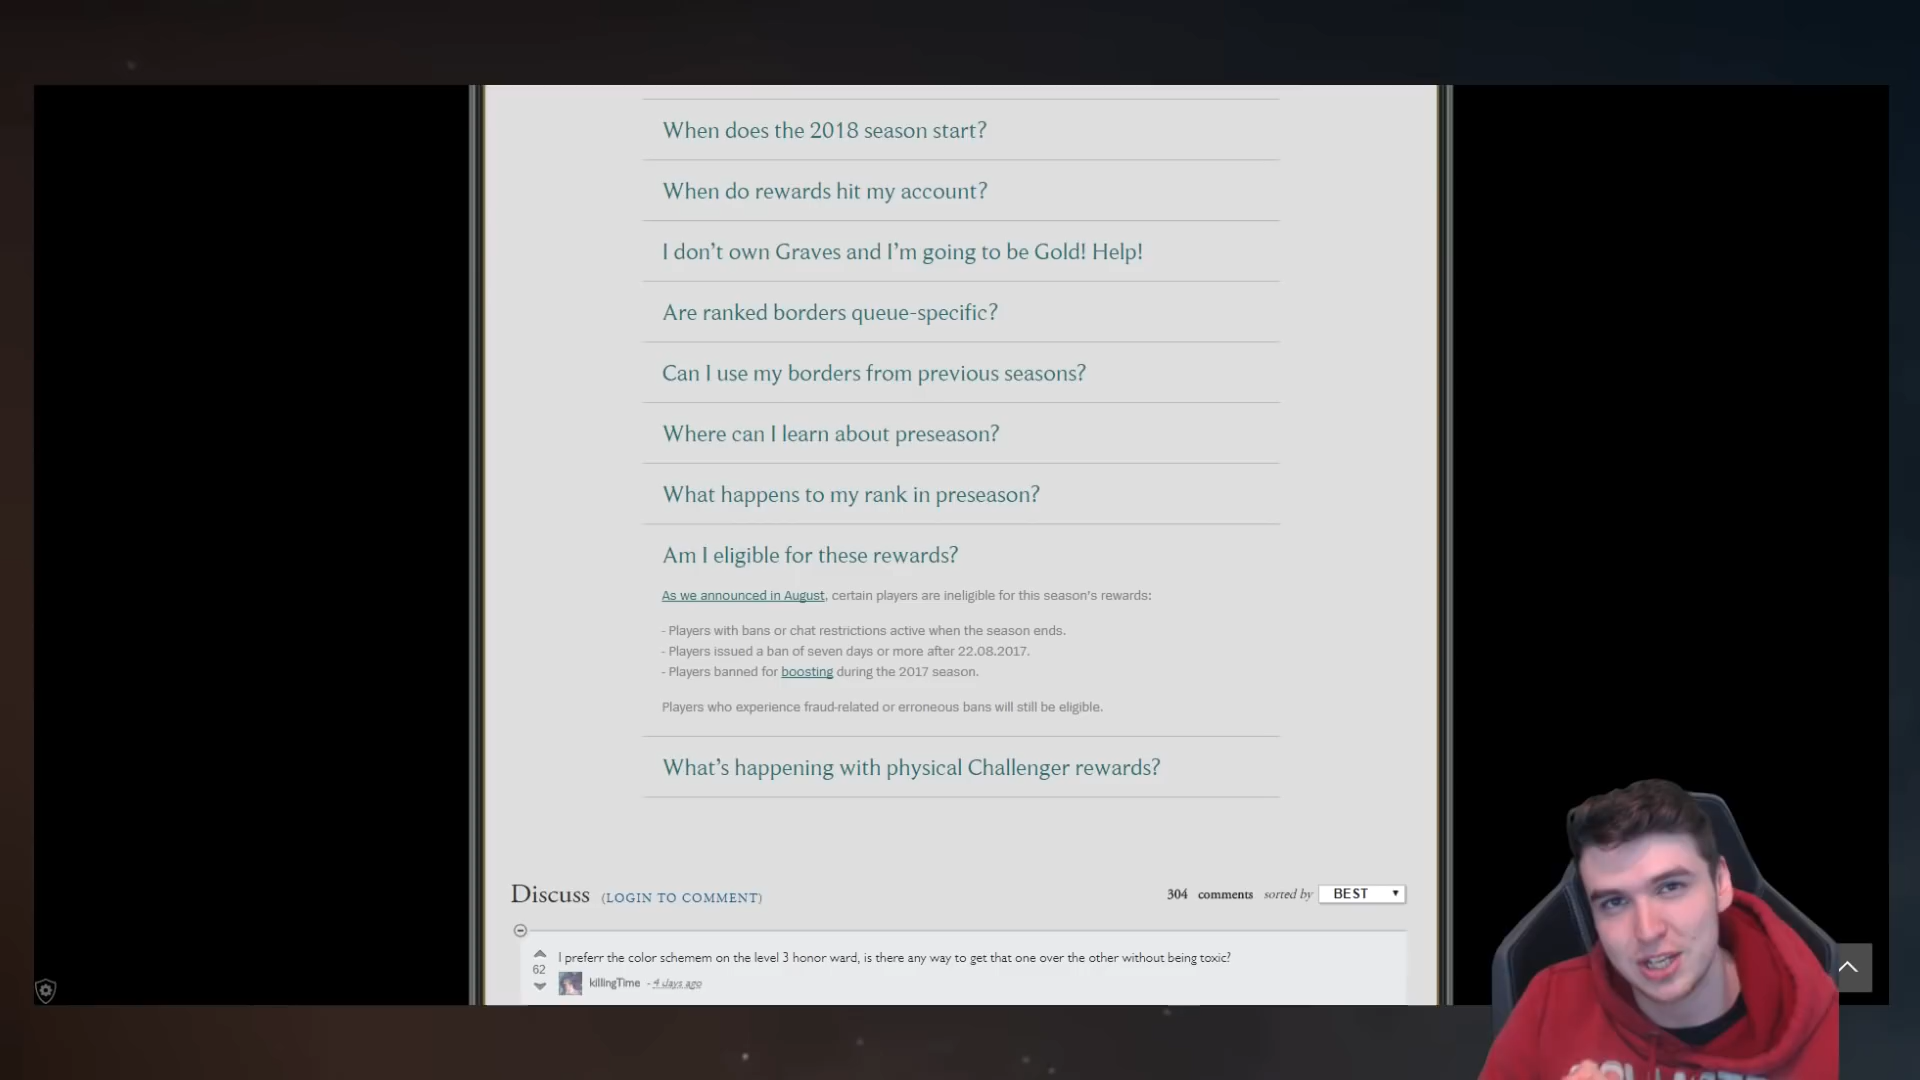 When does the 2018 season start?
When do rewards hit my account?
I don't own Graves and I'm going to be Gold! Help!
Are ranked borders queue-specific?
Can I use my borders from previous seasons?
Where can I learn about preseason?
What happens to my rank in preseason?
Am I eligible for these rewards?
As we announced in August, certain players are ineligible for this season's rewards:
- Players with bans or chat restrictions active when the season ends.
- Players issued a ban of seven days or more after 22.08.2017.
- Players banned for boosting during the 2017 season.
Players who experience fraud-related or erroneous bans will still be eligible.
What's happening with physical Challenger rewards?
Discuss (LOGIN TO COMMENT) 304 comments sorted by BEST
I preferr the color schemem on the level 3 honor ward, is there any way to get that one over the other without being toxic?
62
killingTime - 4 days ago